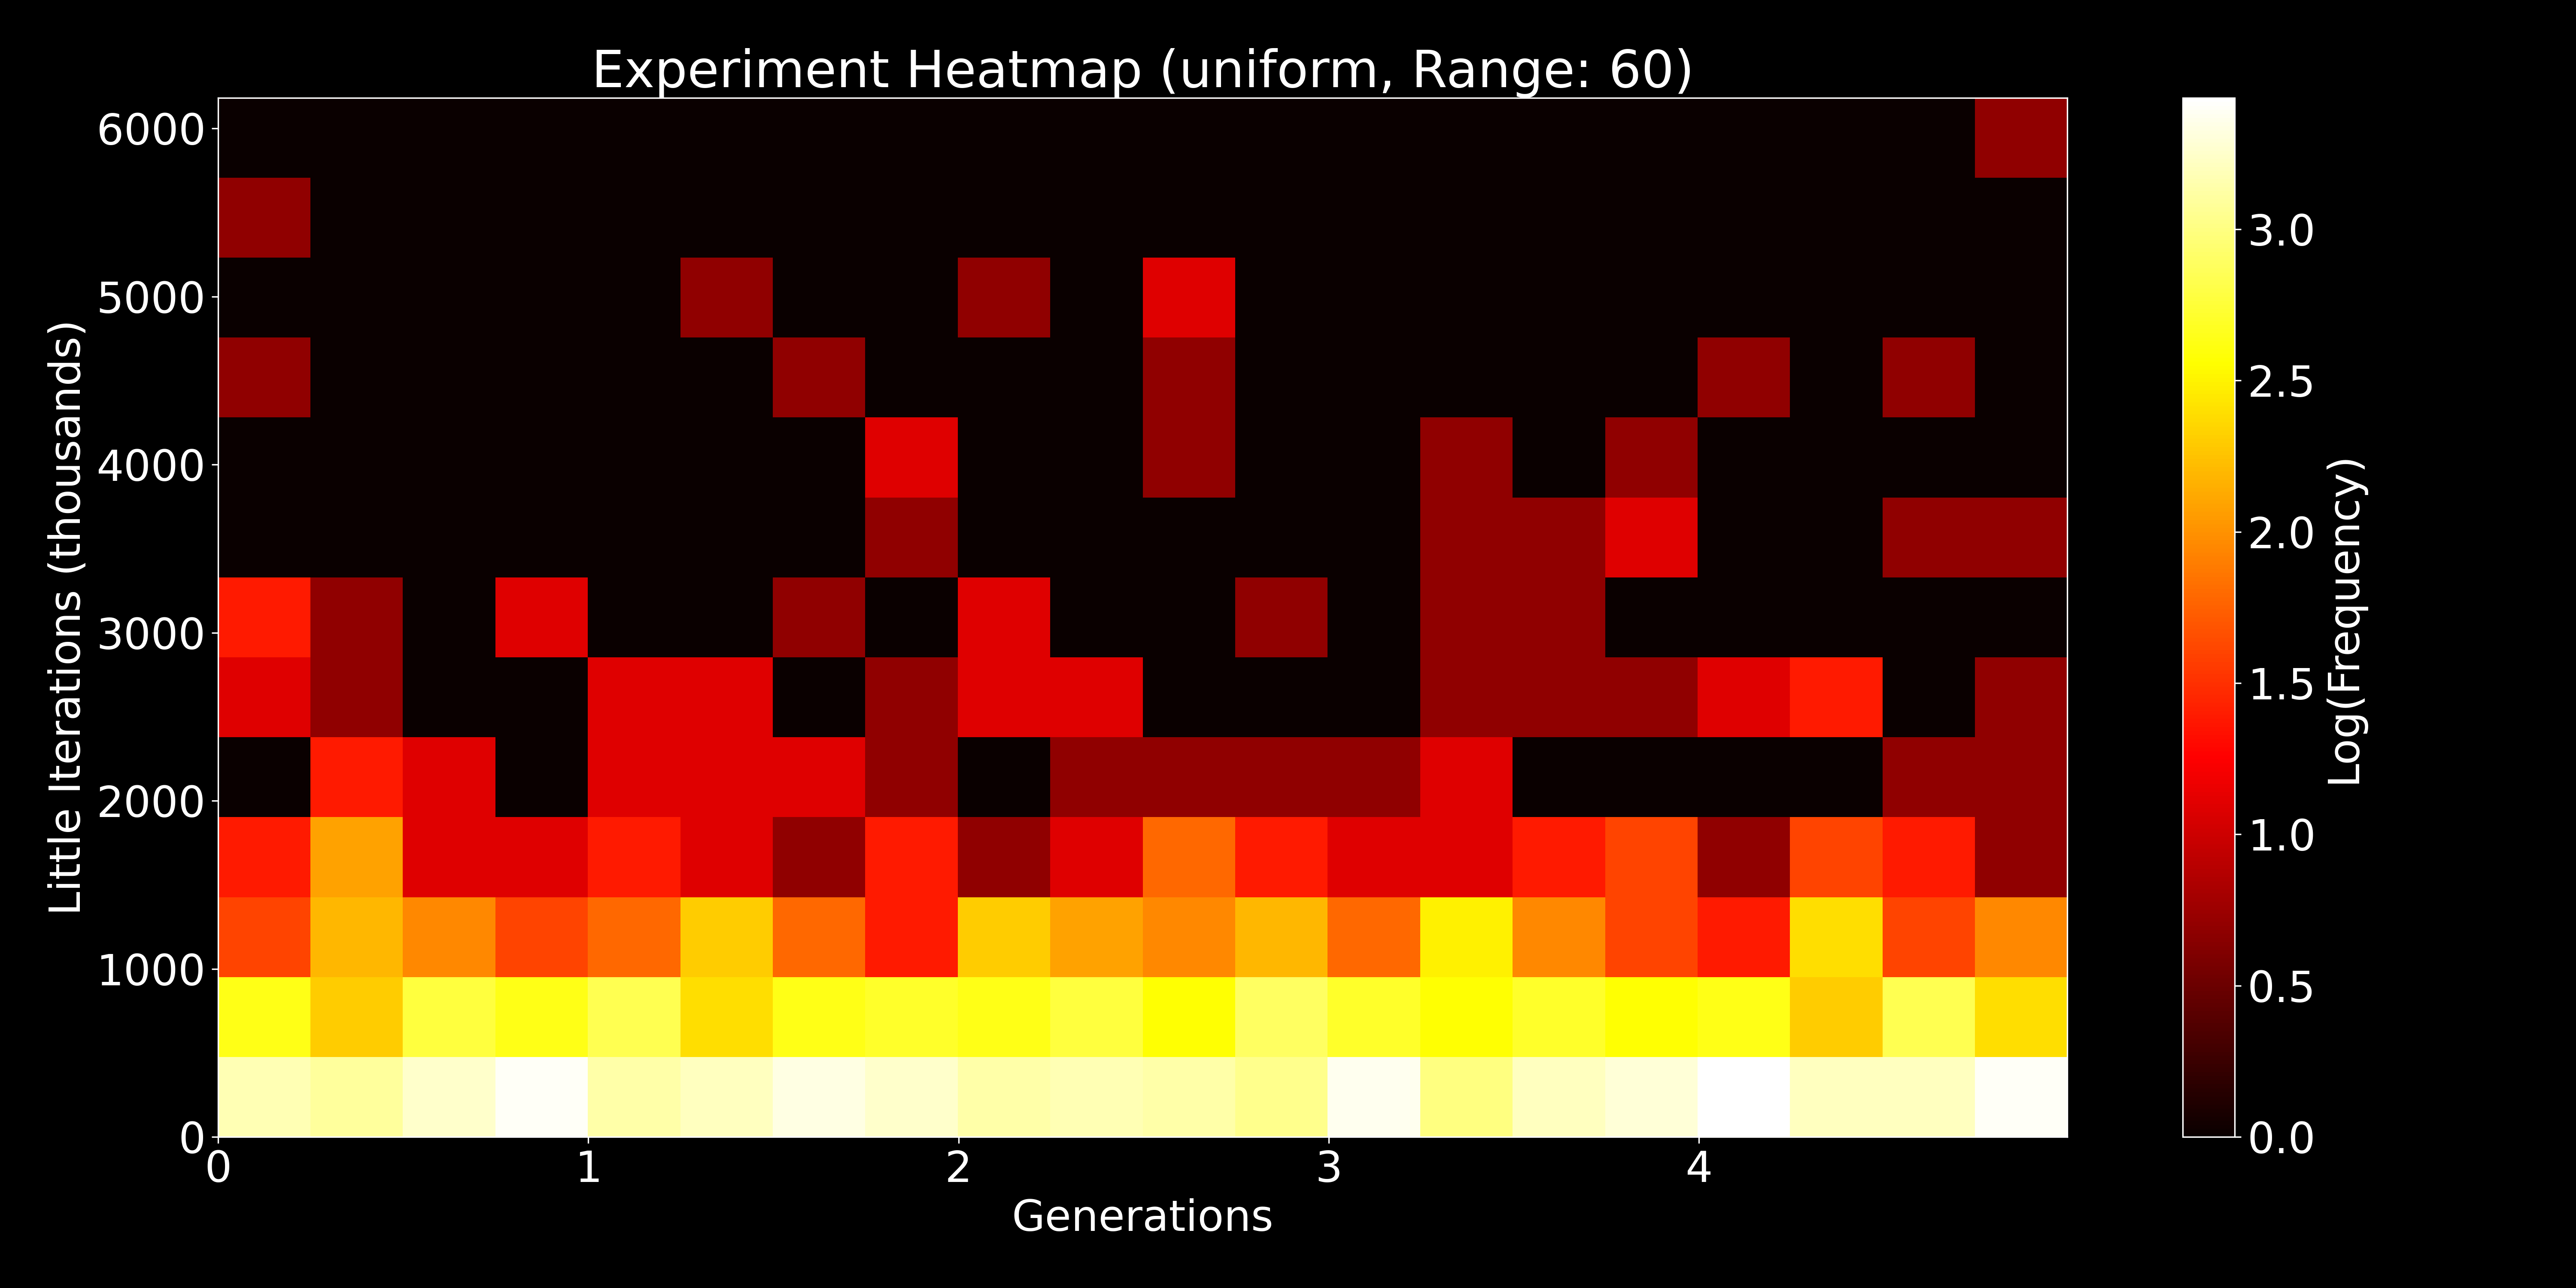 Experiment Heatmap (uniform, Range: 60)
Little Iterations (thousands)
6000
5000
4000
3000
2000
1000
0
0 1 2 3 4
Generations
3.0
2.5
2.0
1.5
1.0
0.5
0.0
Log(Frequency)